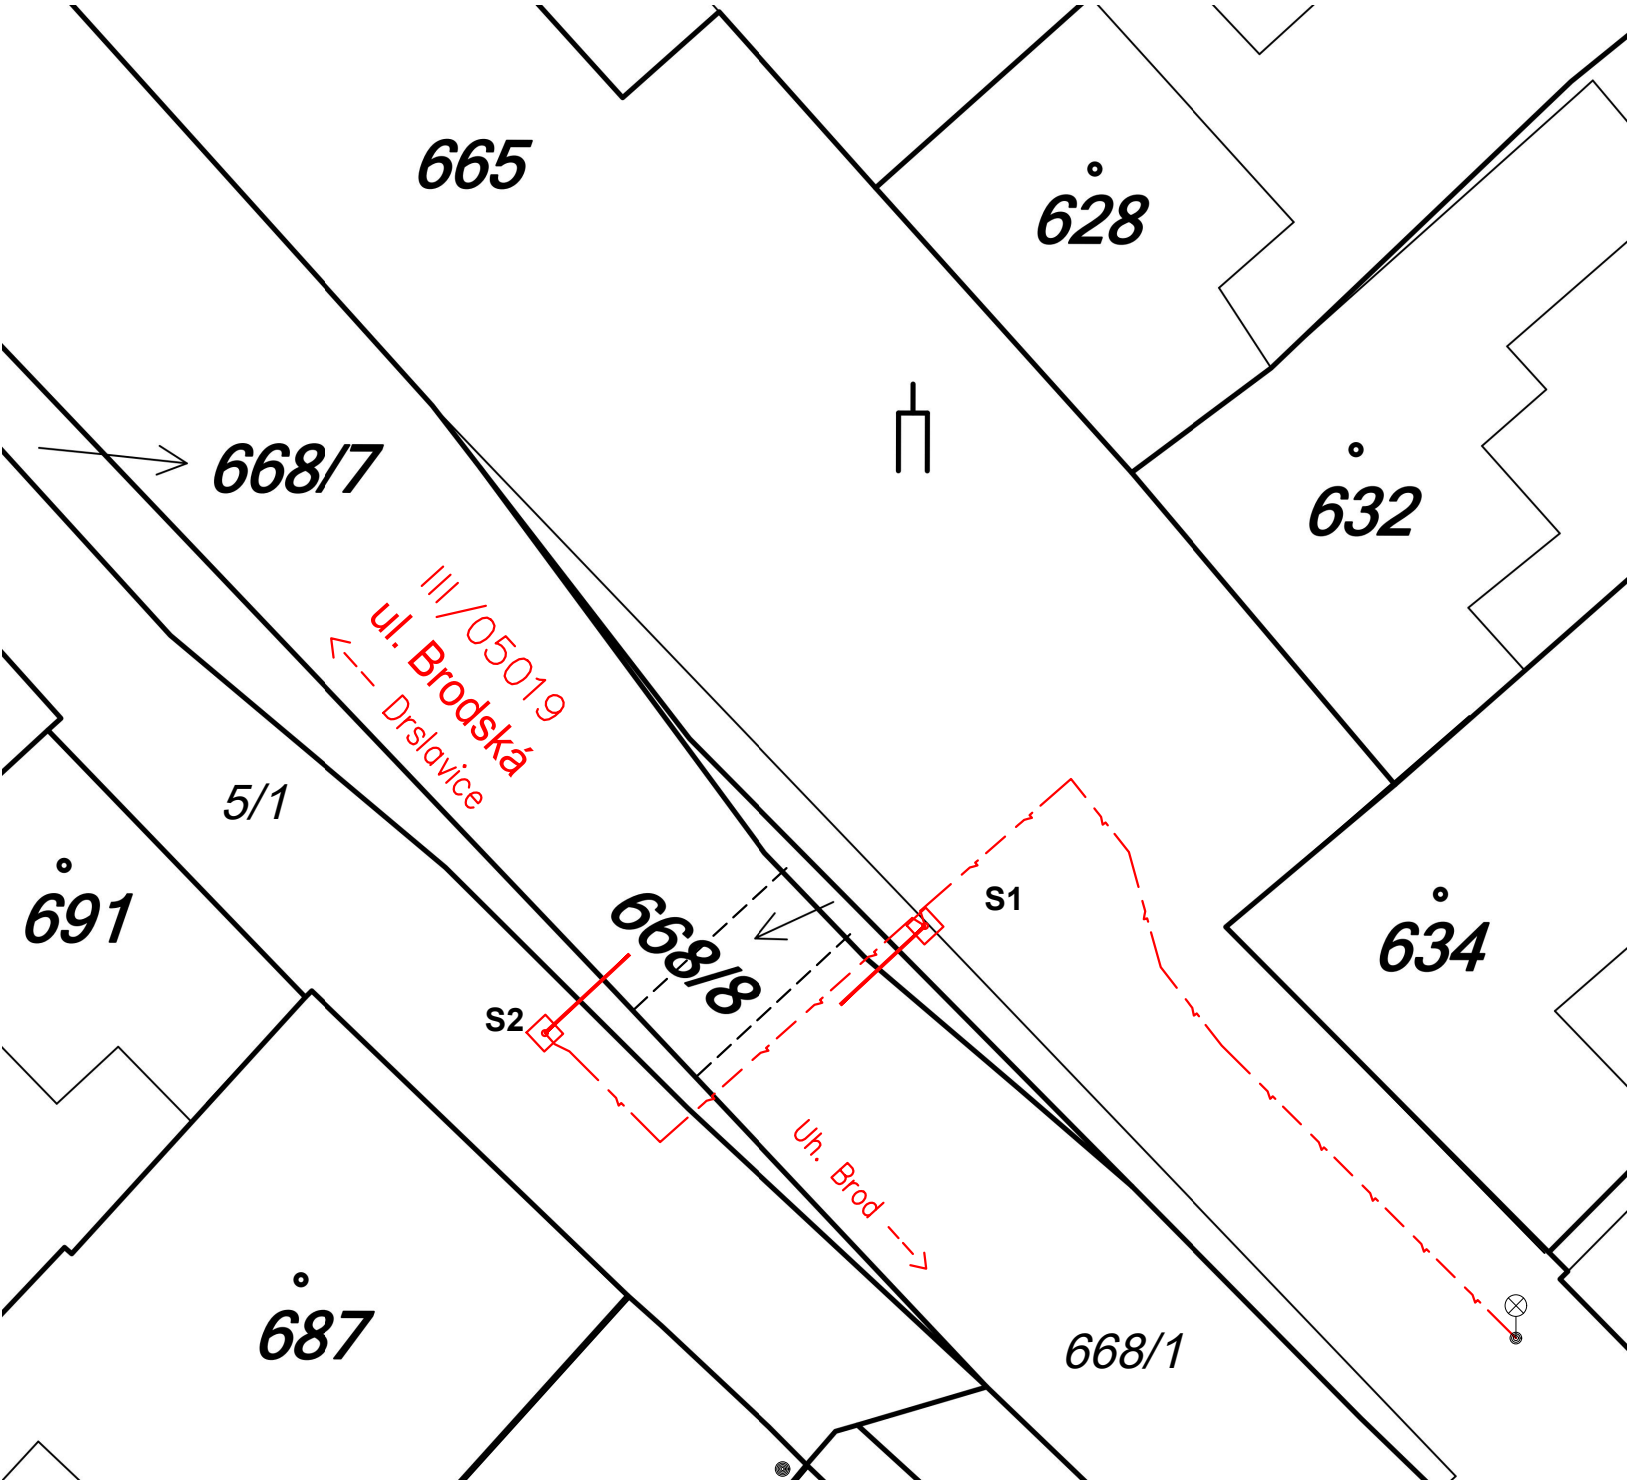 665
628
668/7
632
III/05019
ul. Brodská
Drslavice
5/1
691
668/8
S1
634
S2
Uh. Brod
687
668/1